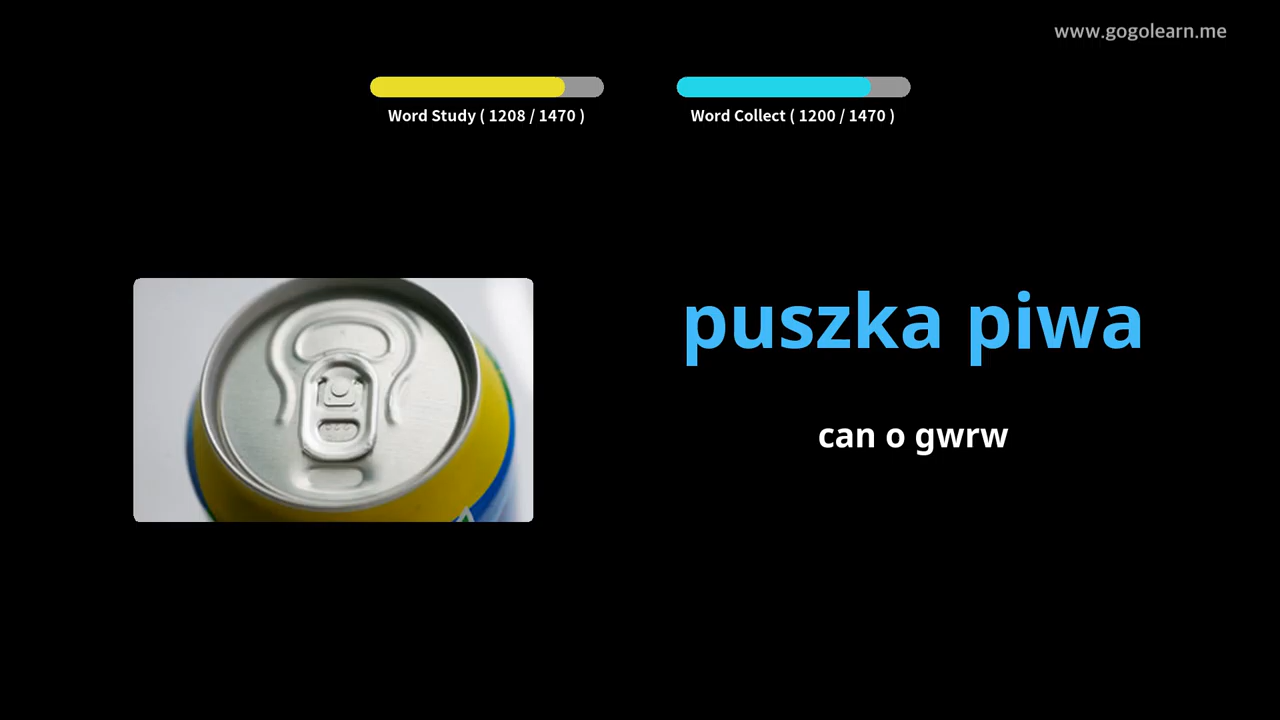 www.gogolearn.me
Word Study ( 1208 / 1470 )
Word Collect ( 1200 / 1470 )
puszka piwa
can o gwrw